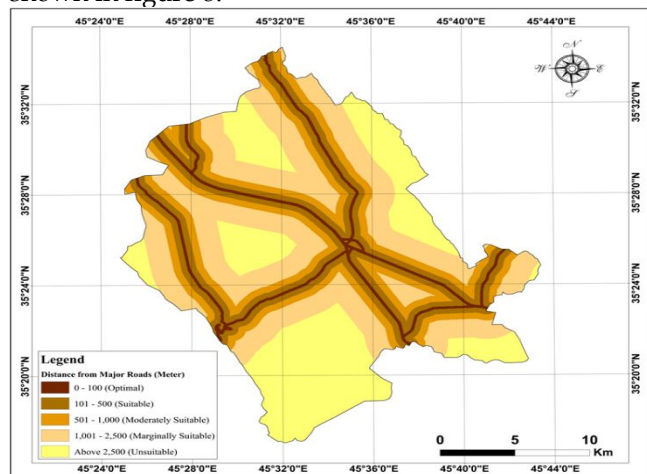 45°24'0"E 45°28'0"E 45°32'0"E 45°36'0"E 45°40'0"E 45°44'0"E
N
W E
S
35°32'0"N 35°32'0"N
35°28'0"N 35°28'0"N
35°24'0"N 35°24'0"N
35°20'0"N 35°20'0"N
Legend
Distance from Major Roads (Meter)
0 - 100 (Optimal)
101 - 500 (Suitable)
501 - 1,000 (Moderately Suitable)
1,001 - 2,500 (Marginally Suitable)
Above 2,500 (Unsuitable)
0 5 10
Km
45°24'0"E 45°28'0"E 45°32'0"E 45°36'0"E 45°40'0"E 45°44'0"E